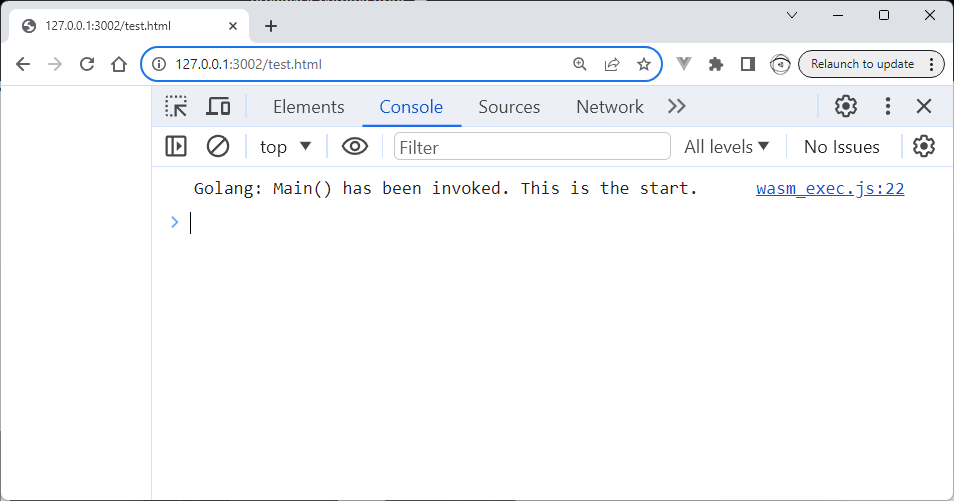 127.0.0.1:3002/test.html
127.0.0.1:3002/test.html
Relaunch to update
Elements Console Sources Network
top Filter All levels No Issues
Golang: Main() has been invoked. This is the start. wasm_exec.js:22